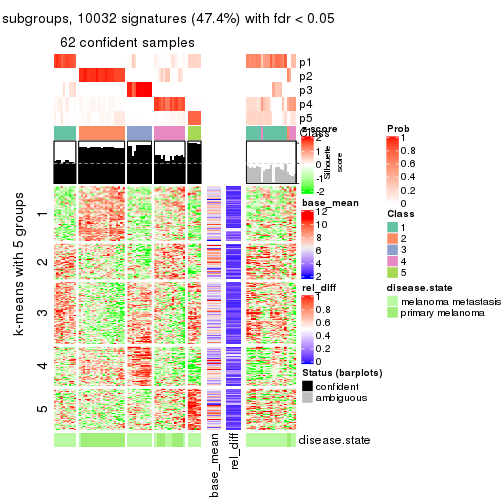 subgroups, 10032 signatures (47.4%) with fdr < 0.05
62 confident samples
p1
p2
p3
p4
p5
Class
Silhouette
score
1
2
3
4
5
k-means with 5 groups
base_mean
rel_diff
disease.state
z-score
2
1
0
-1
-2
base_mean
12
10
8
6
4
2
rel_diff
1
0.8
0.6
0.4
0.2
0
Status (barplots)
confident
ambiguous
Prob
1
0.8
0.6
0.4
0.2
0
Class
1
2
3
4
5
disease.state
melanoma metastasis
primary melanoma